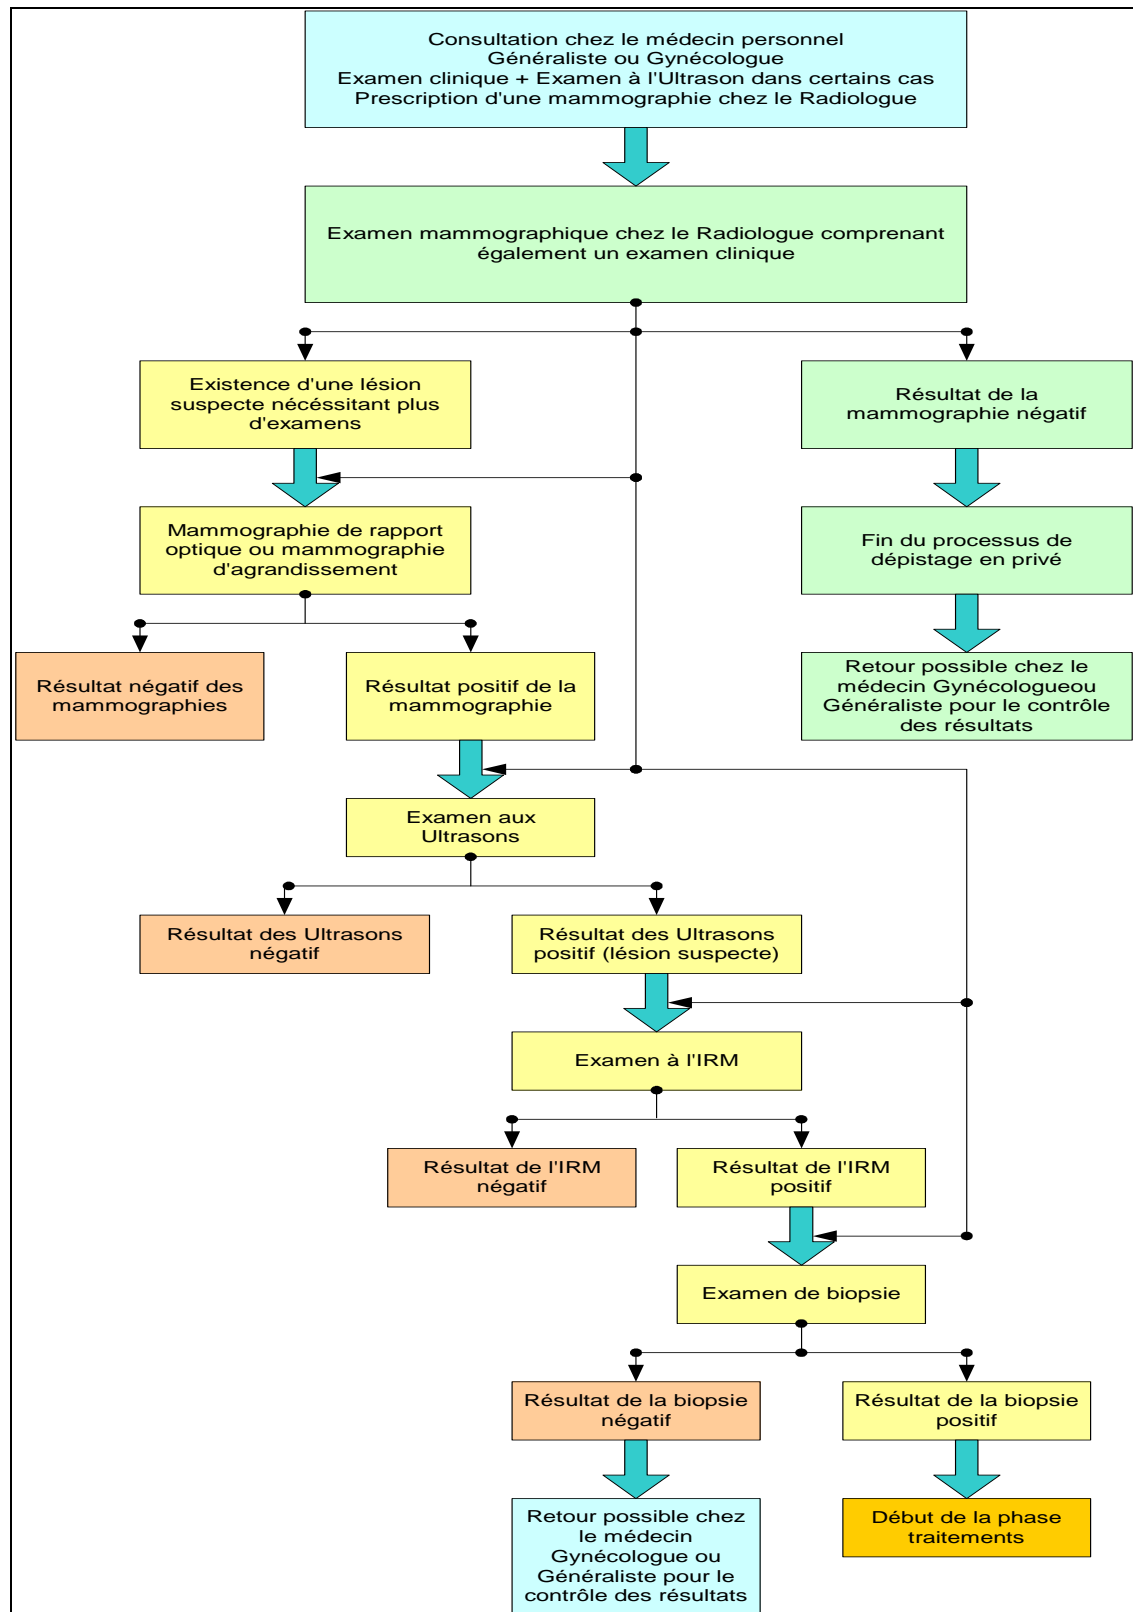 Consultation chez le médecin personnel
Généraliste ou Gynécologue
Examen clinique + Examen à l'Ultrason dans certains cas
Prescription d'une mammographie chez le Radiologue
Examen mammographique chez le Radiologue comprenant
également un examen clinique
Existence d'une lésion
suspecte nécéssitant plus
d'examens
Résultat de la
mammographie négatif
Mammographie de rapport
optique ou mammographie
d'agrandissement
Fin du processus de
dépistage en privé
Résultat négatif des
mammographies
Résultat positif de la
mammographie
Retour possible chez le
médecin Gynécologueou
Généraliste pour le contrôle
des résultats
Examen aux
Ultrasons
Résultat des Ultrasons
négatif
Résultat des Ultrasons
positif (lésion suspecte)
Examen à l'IRM
Résultat de l'IRM
négatif
Résultat de l'IRM
positif
Examen de biopsie
Résultat de la biopsie
négatif
Résultat de la biopsie
positif
Retour possible chez
le médecin
Gynécologue ou
Généraliste pour le
contrôle des résultats
Début de la phase
traitements